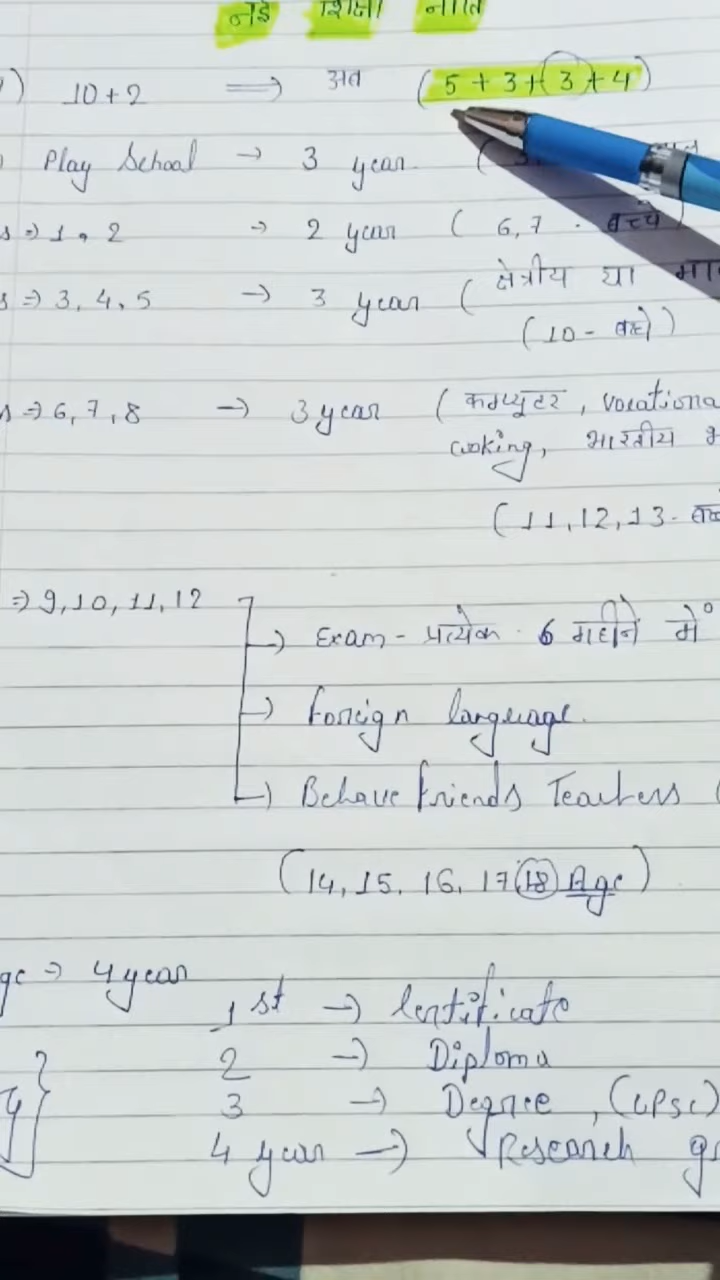 नई शिक्षा नीति
) 10+2 ⟹ अब (5 + 3 + 3 + 4)
Play School → 3 year (3,
⇒ 1, 2 → 2 year ( 6,7 - बच्चे )
⇒ 3, 4, 5 → 3 year ( क्षेत्रीय या
(10 - बच्चे)
⇒ 6, 7, 8 → 3 year ( कम्प्यूटर, vocationa
cooking, भारतीय
(11,12,13 -
⇒ 9,10,11,12
→ Exam - प्रत्येक 6 महीने में
→ Foreign language.
→ Behave friends Teachers (
(14, 15, 16, 17 18 Age)
ge → 4 year
1st → Certificate
2 → Diploma
3 → Degree, (UPSC)
4 year → Research